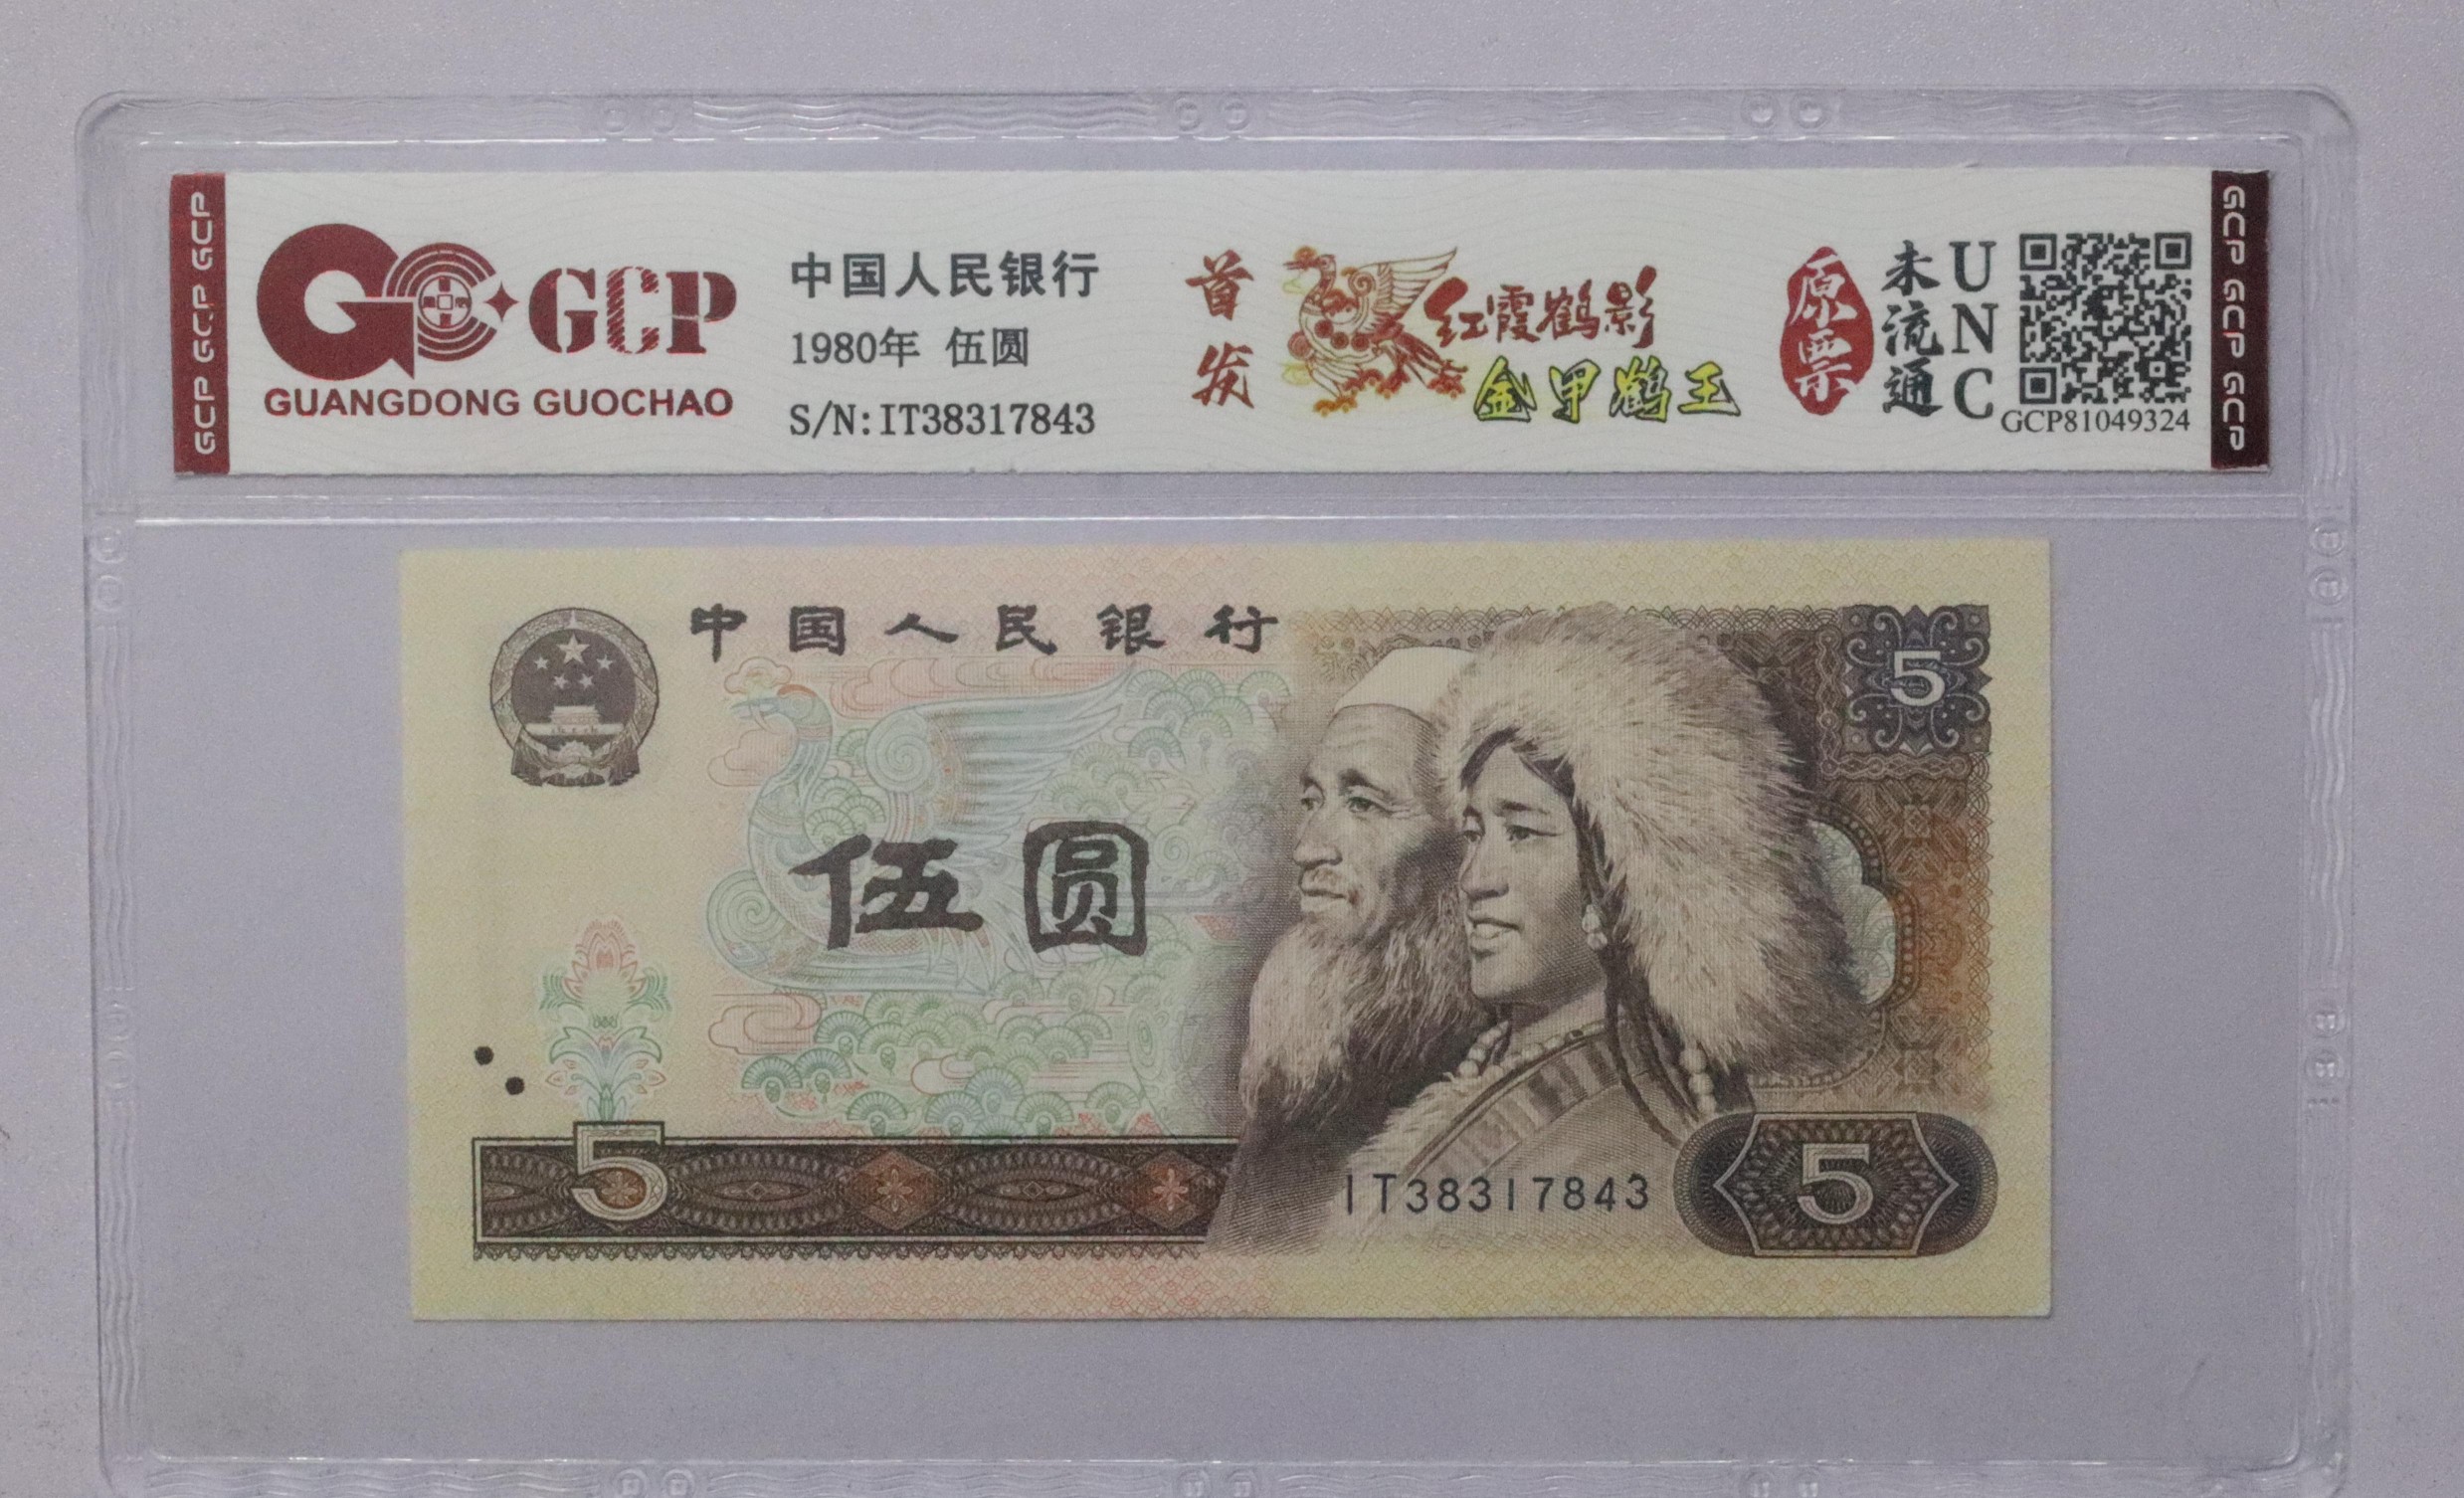 GCP GCP GCP
GCP
GUANGDONG GUOCHAO
中国人民银行
1980年 伍圆
S/N:IT38317843
首发
红霞鹤影
金甲鹤王
原票
未流通
UNC
GCP81049324
GCP GCP GCP
中国人民银行
5
伍圆
5
IT38317843
5